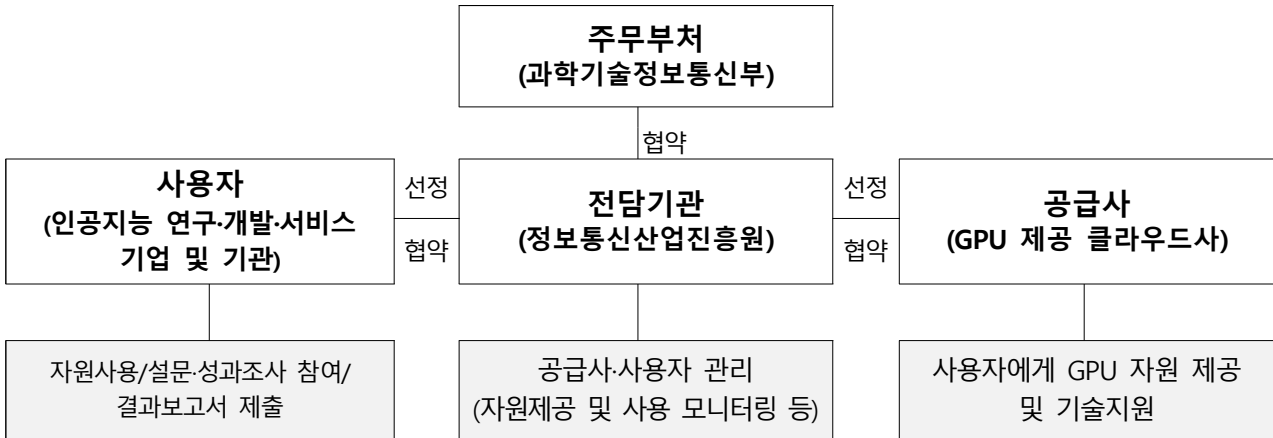 주무부처
(과학기술정보통신부)
협약
사용자
(인공지능 연구·개발·서비스
기업 및 기관)
선정
협약
전담기관
(정보통신산업진흥원)
선정
협약
공급사
(GPU 제공 클라우드사)
자원사용/설문·성과조사 참여/
결과보고서 제출
공급사·사용자 관리
(자원제공 및 사용 모니터링 등)
사용자에게 GPU 자원 제공
및 기술지원